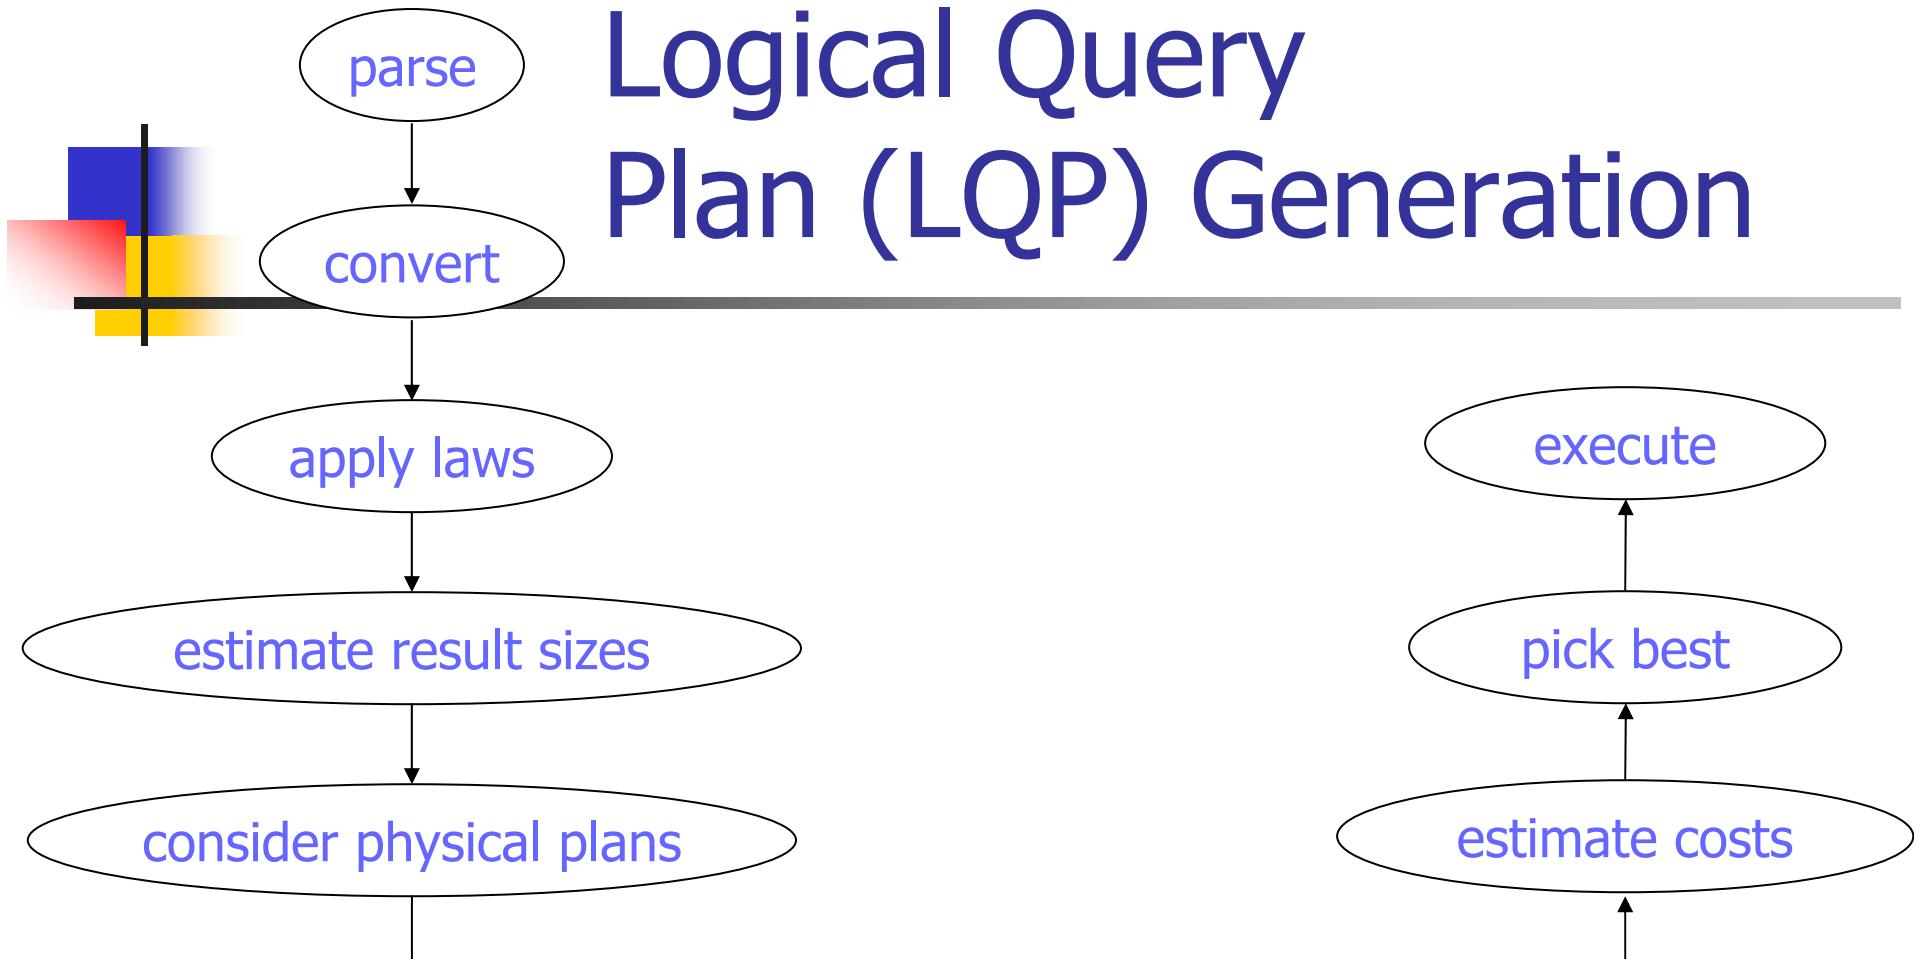 Logical Query
Plan (LQP) Generation
parse
convert
apply laws
estimate result sizes
consider physical plans
estimate costs
pick best
execute